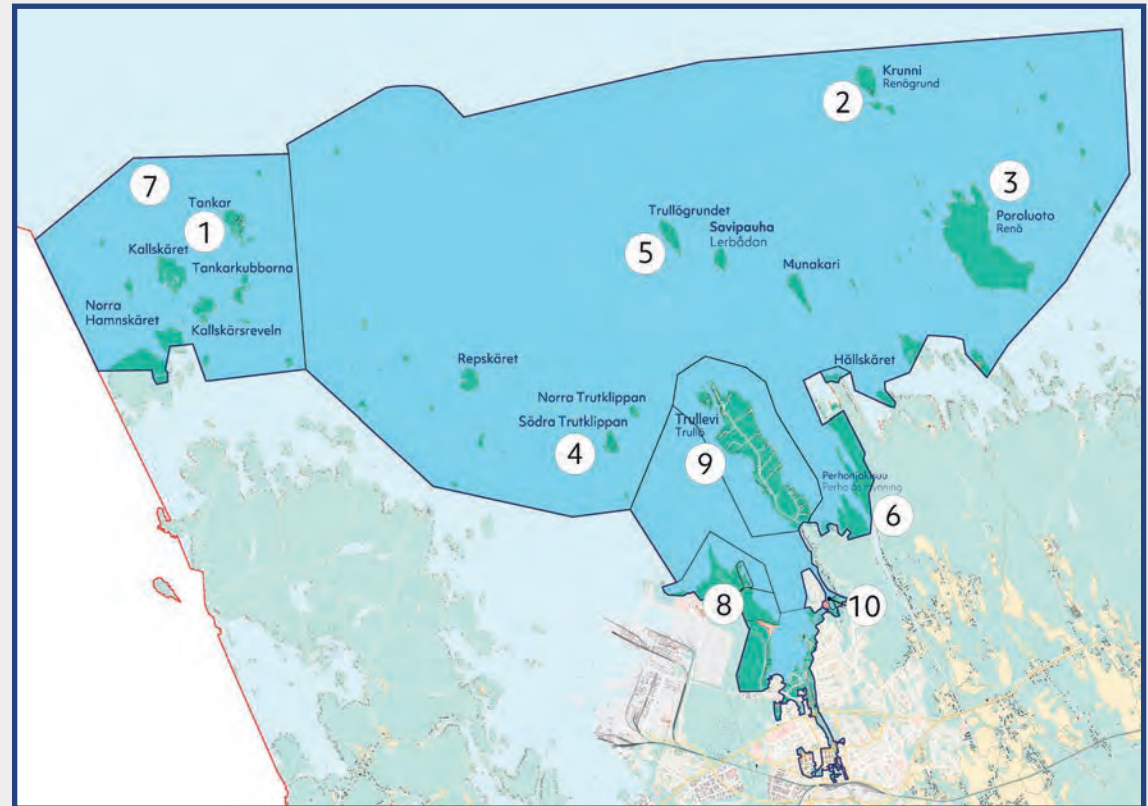 Krunni
Renögrund
2
3
7
Poroluoto
Renö
Tankar
1
Trullögrundet
Savipauha
Lerbådan
5
Kallskäret
Tankarkubborna
Munakari
Norra
Hamnskäret
Kallskärsreveln
Repskäret
Hällskäret
Norra Trutklippan
Södra Trutklippan
4
Trullevi
Trullö
9
Perhonjokisuu
Perho ås mynning
6
8
10